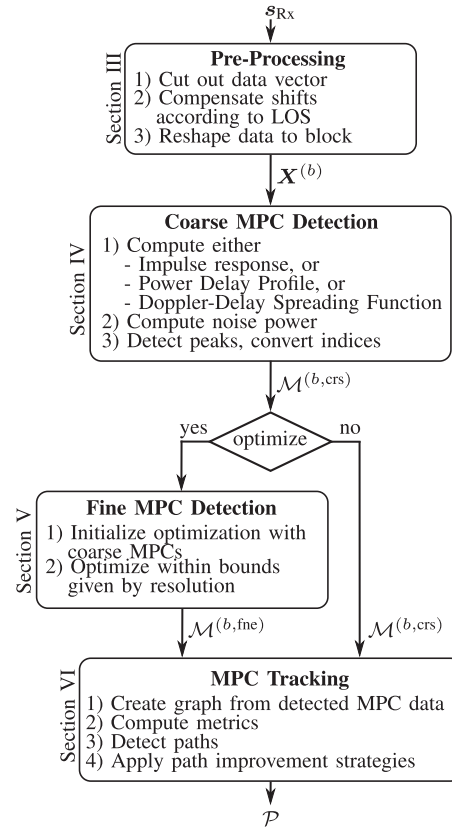 s_Rx
Section III
Pre-Processing
1) Cut out data vector
2) Compensate shifts
according to LOS
3) Reshape data to block
X^(b)
Section IV
Coarse MPC Detection
1) Compute either
- Impulse response, or
- Power Delay Profile, or
- Doppler-Delay Spreading Function
2) Compute noise power
3) Detect peaks, convert indices
M^(b,crs)
yes
optimize
no
Section V
Fine MPC Detection
1) Initialize optimization with
coarse MPCs
2) Optimize within bounds
given by resolution
M^(b,fne)
M^(b,crs)
Section VI
MPC Tracking
1) Create graph from detected MPC data
2) Compute metrics
3) Detect paths
4) Apply path improvement strategies
P